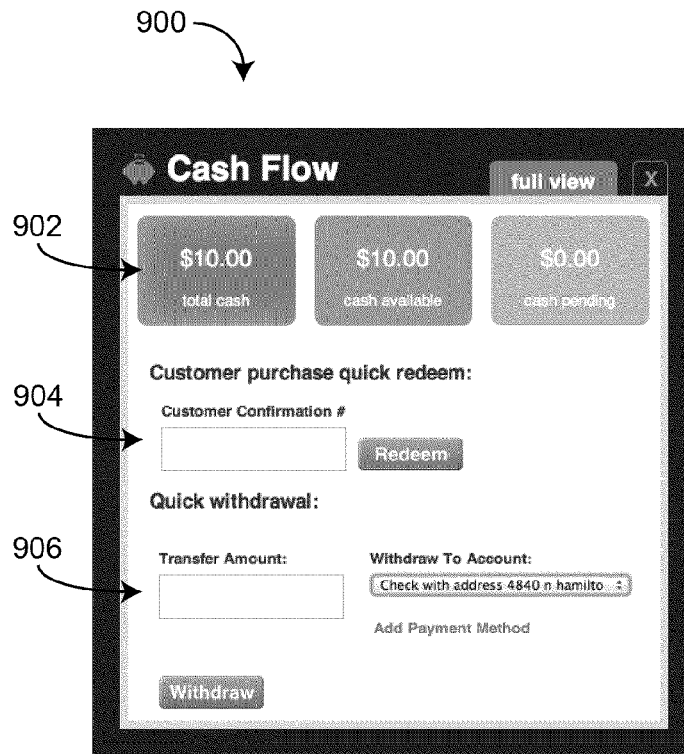 900
Cash Flow
full view X
902
$10.00 $10.00 $0.00
total cash cash available cash pending
Customer purchase quick redeem:
904
Customer Confirmation #
Redeem
Quick withdrawal:
906
Transfer Amount: Withdraw To Account:
Check with address 4840 n hamilto
Add Payment Method
Withdraw